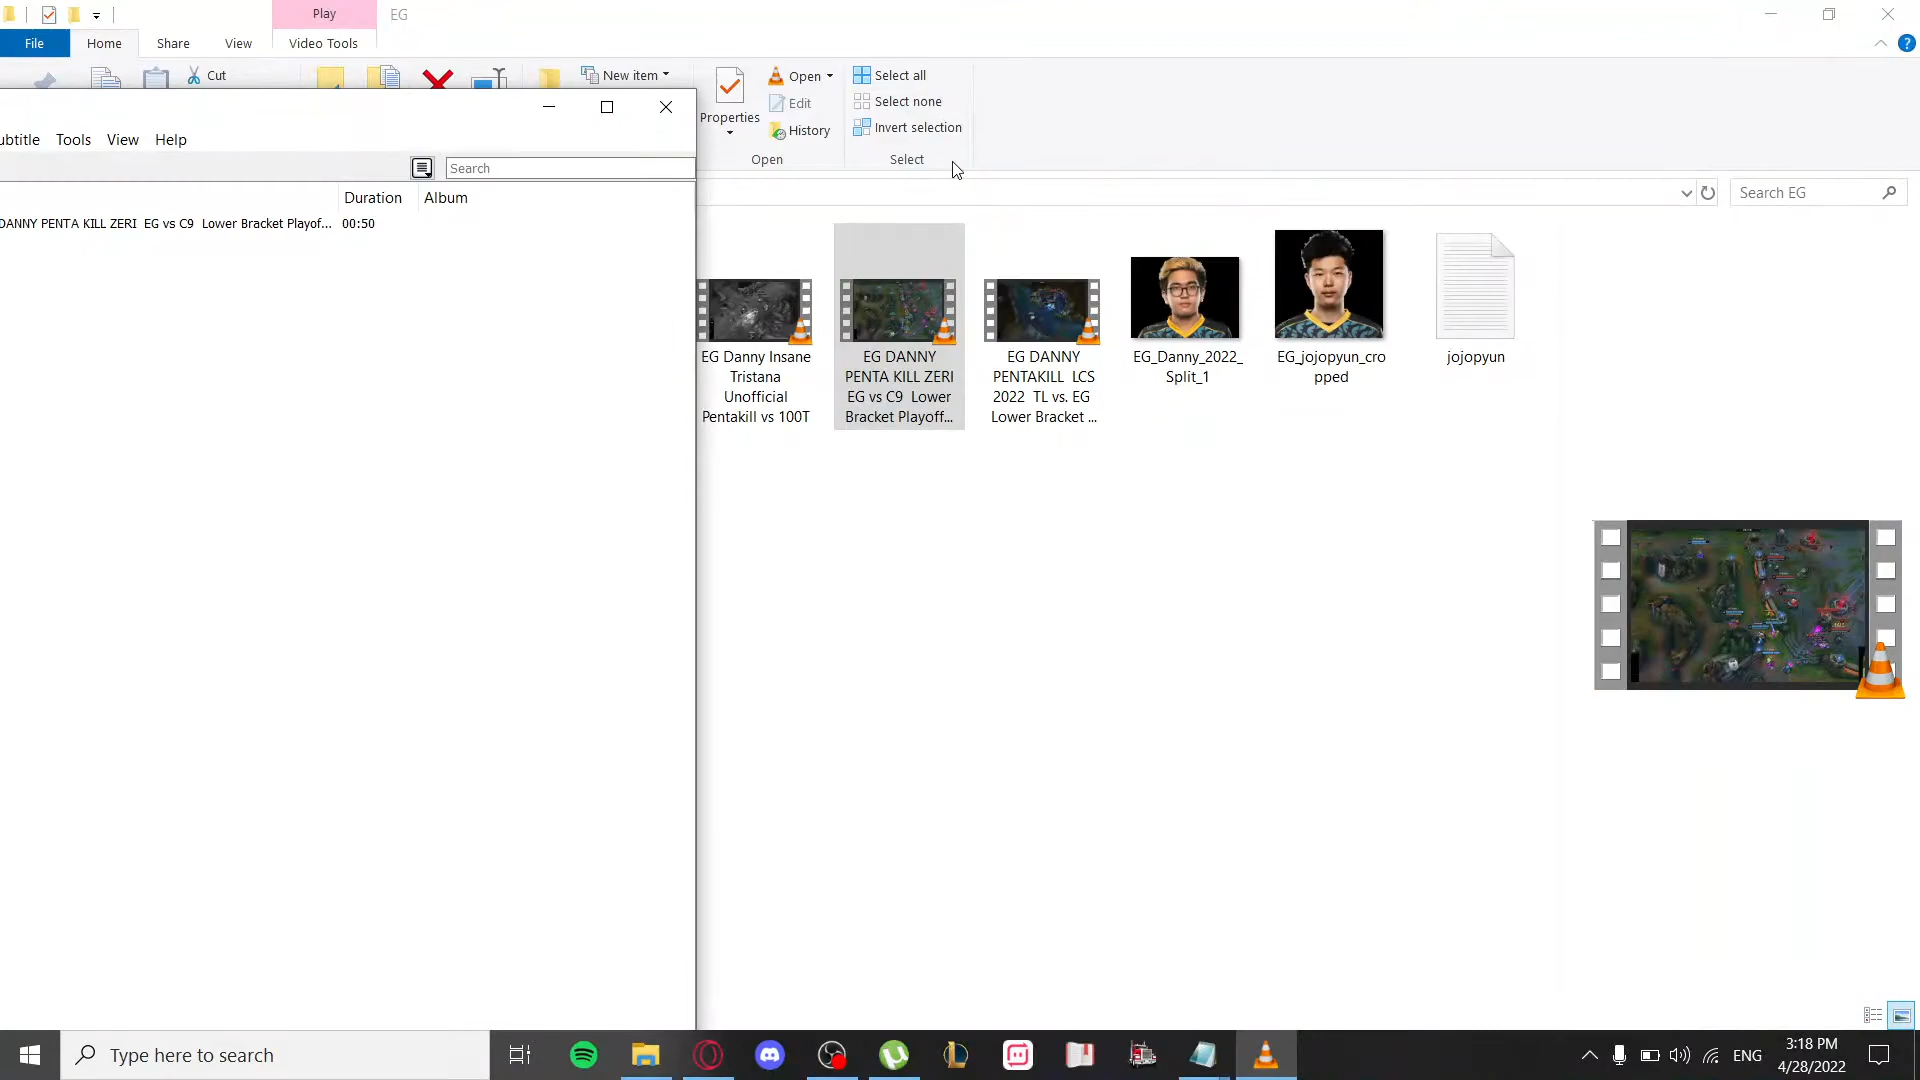 Play
EG
File
Home
Share
View
Video Tools
Cut
New item
Properties
Open
Edit
History
Open
Select all
Select none
Invert selection
Select
ubtitle
Tools
View
Help
Search
Duration
Album
DANNY PENTA KILL ZERI EG vs C9 Lower Bracket Playof...
00:50
Search EG
EG Danny Insane
Tristana
Unofficial
Pentakill vs 100T
EG DANNY
PENTA KILL ZERI
EG vs C9 Lower
Bracket Playoff...
EG DANNY
PENTAKILL LCS
2022 TL vs. EG
Lower Bracket ...
EG_Danny_2022_
Split_1
EG_jojopyun_cro
pped
jojopyun
Type here to search
ENG
3:18 PM
4/28/2022